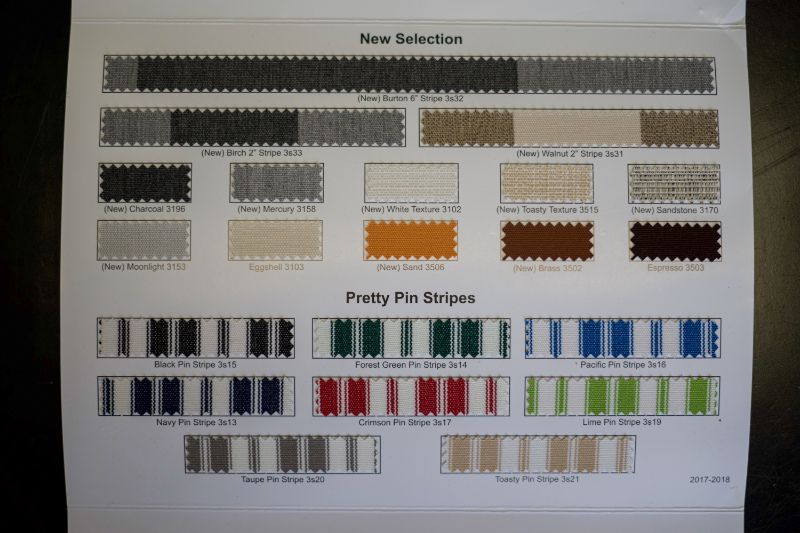 New Selection
(New) Burton 6" Stripe 3s32
(New) Birch 2" Stripe 3s33
(New) Walnut 2" Stripe 3s31
(New) Charcoal 3196
(New) Mercury 3158
(New) White Texture 3102
(New) Toasty Texture 3515
(New) Sandstone 3170
(New) Moonlight 3153
Eggshell 3103
(New) Sand 3506
(New) Brass 3502
Espresso 3503
Pretty Pin Stripes
Black Pin Stripe 3s15
Forest Green Pin Stripe 3s14
Pacific Pin Stripe 3s16
Navy Pin Stripe 3s13
Crimson Pin Stripe 3s17
Lime Pin Stripe 3s19
Taupe Pin Stripe 3s20
Toasty Pin Stripe 3s21
2017-2018